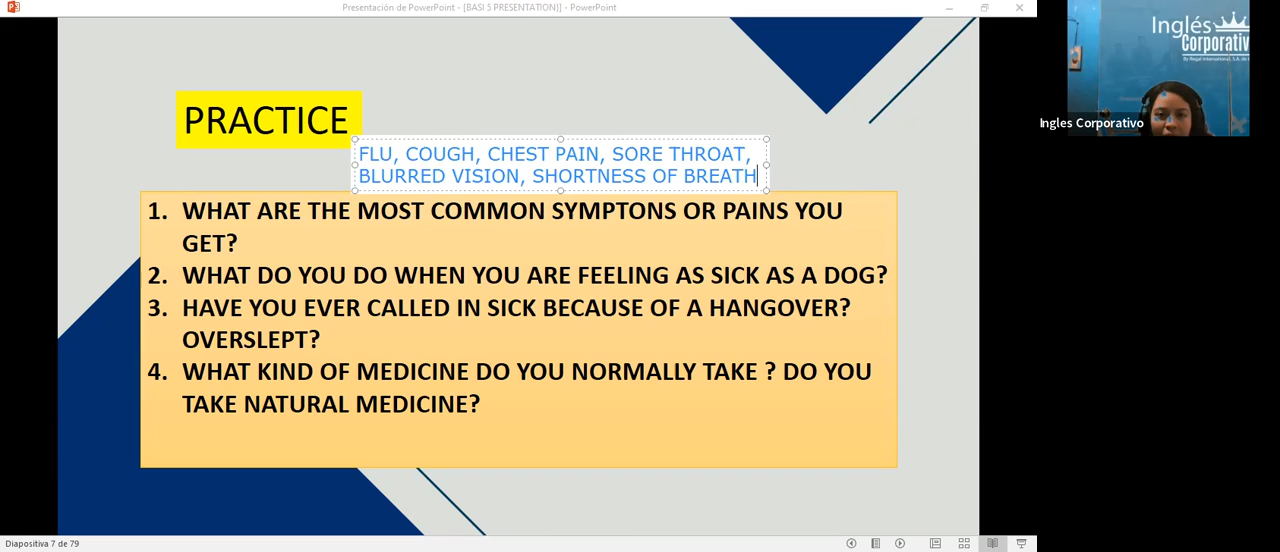 Presentación de PowerPoint - [BASI 5 PRESENTATION)] - PowerPoint
Inglés
Corporativ
Ingles Corporativo
PRACTICE
FLU, COUGH, CHEST PAIN, SORE THROAT,
BLURRED VISION, SHORTNESS OF BREATH
1. WHAT ARE THE MOST COMMON SYMPTONS OR PAINS YOU
GET?
2. WHAT DO YOU DO WHEN YOU ARE FEELING AS SICK AS A DOG?
3. HAVE YOU EVER CALLED IN SICK BECAUSE OF A HANGOVER?
OVERSLEPT?
4. WHAT KIND OF MEDICINE DO YOU NORMALLY TAKE ? DO YOU
TAKE NATURAL MEDICINE?
Diapositiva 7 de 79